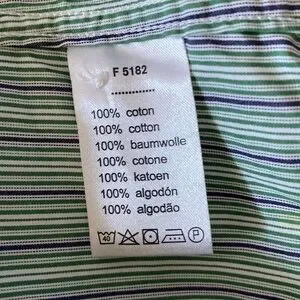 F 5182
..............
100% coton
100% cotton
100% baumwolle
100% cotone
100% katoen
100% algodón
100% algodão
40 P